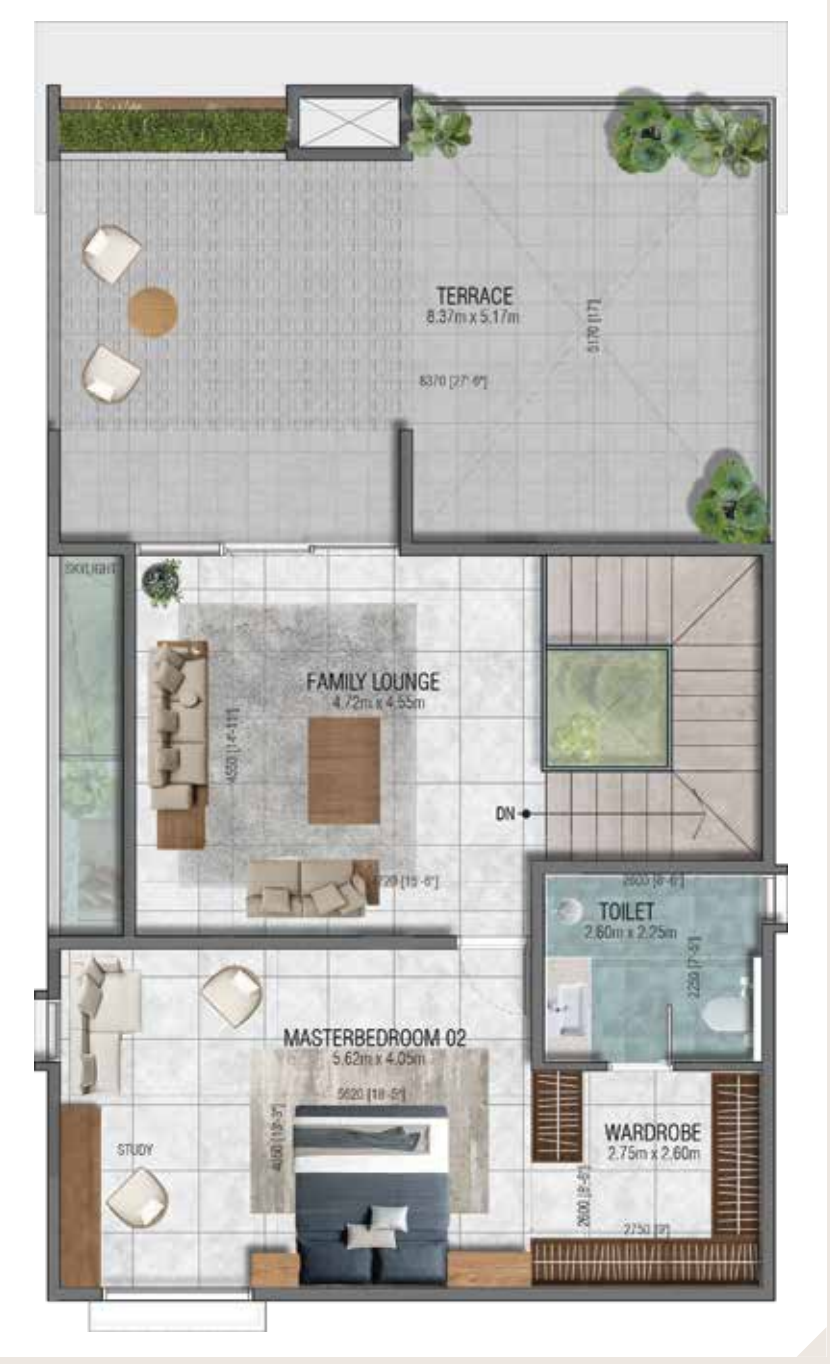 TERRACE
8.37m x 5.17m
5170 [17']
8370 [27'-6"]
SKYLIGHT
FAMILY LOUNGE
4.72m x 4.55m
4550 [14'-11"]
DN
4720 [15'-6"]
2600 [8'-6"]
TOILET
2.60m x 2.25m
2250 [7'-5"]
MASTERBEDROOM 02
5.62m x 4.05m
5620 [18'-5"]
4050 [13'-3"]
STUDY
WARDROBE
2.75m x 2.60m
2600 [8'-6"]
2750 [9']